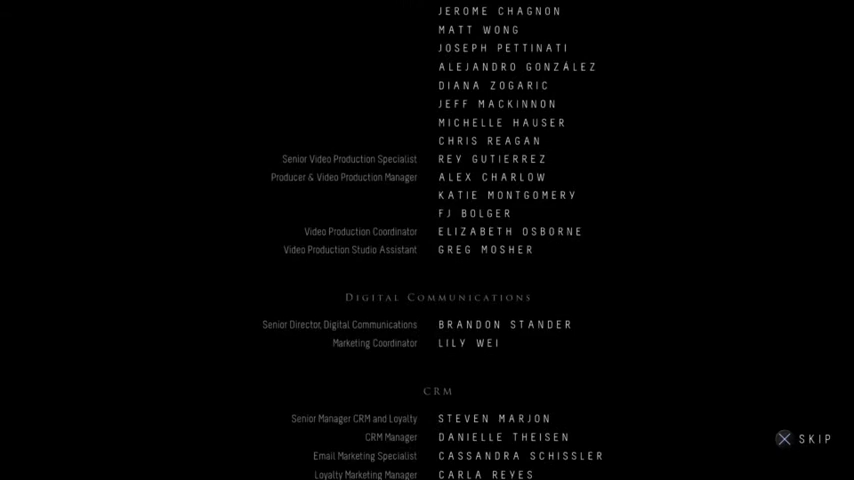 JEROME CHAGNON
MATT WONG
JOSEPH PETTINATI
ALEJANDRO GONZÁLEZ
DIANA ZOGARIC
JEFF MACKINNON
MICHELLE HAUSER
CHRIS REAGAN
Senior Video Production Specialist REY GUTIERREZ
Producer & Video Production Manager ALEX CHARLOW
KATIE MONTGOMERY
FJ BOLGER
Video Production Coordinator ELIZABETH OSBORNE
Video Production Studio Assistant GREG MOSHER
DIGITAL COMMUNICATIONS
Senior Director, Digital Communications BRANDON STANDER
Marketing Coordinator LILY WEI
CRM
Senior Manager CRM and Loyalty STEVEN MARJON
CRM Manager DANIELLE THEISEN
SKIP
Email Marketing Specialist CASSANDRA SCHISSLER
Loyalty Marketing Manager CARLA REYES